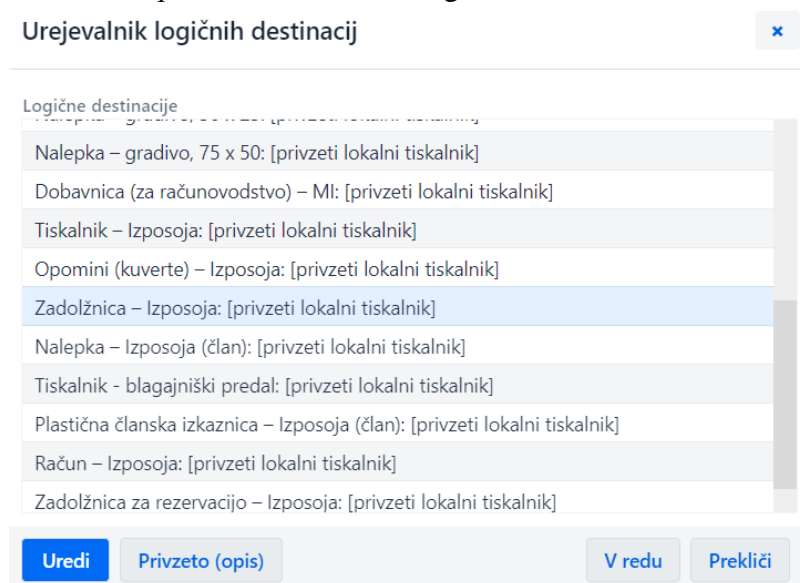 Urejevalnik logičnih destinacij ×
Logične destinacije
Nalepka – gradivo, 75 x 50: [privzeti lokalni tiskalnik]
Dobavnica (za računovodstvo) – MI: [privzeti lokalni tiskalnik]
Tiskalnik – Izposoja: [privzeti lokalni tiskalnik]
Opomini (kuverte) – Izposoja: [privzeti lokalni tiskalnik]
Zadolžnica – Izposoja: [privzeti lokalni tiskalnik]
Nalepka – Izposoja (član): [privzeti lokalni tiskalnik]
Tiskalnik - blagajniški predal: [privzeti lokalni tiskalnik]
Plastična članska izkaznica – Izposoja (član): [privzeti lokalni tiskalnik]
Račun – Izposoja: [privzeti lokalni tiskalnik]
Zadolžnica za rezervacijo – Izposoja: [privzeti lokalni tiskalnik]
Uredi Privzeto (opis) V redu Prekliči